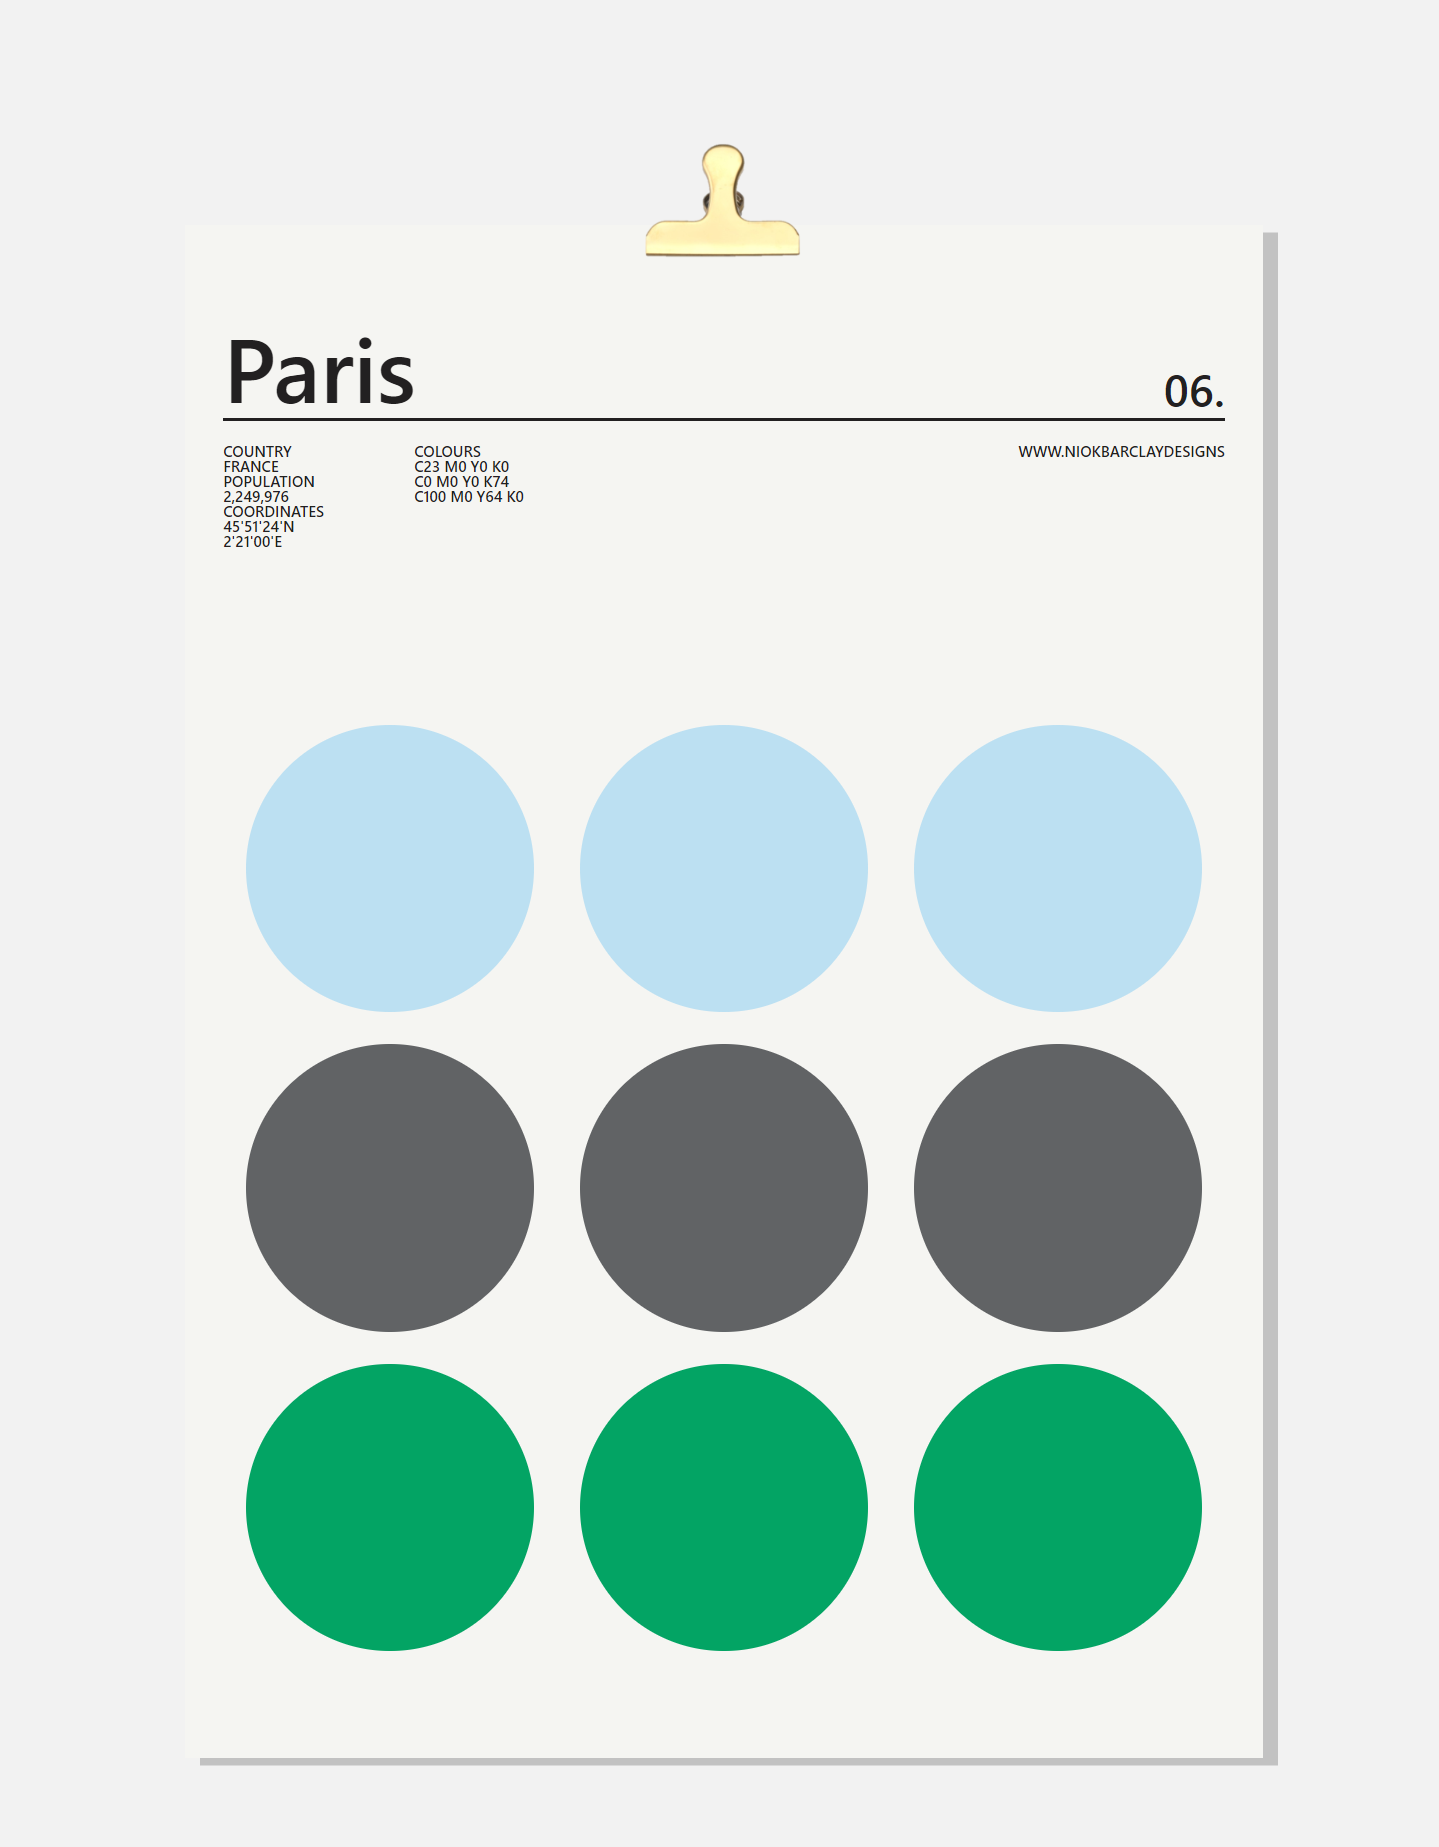 Paris
06.
COUNTRY
FRANCE
POPULATION
2,249,976
COORDINATES
45'51'24'N
2'21'00'E
COLOURS
C23 M0 Y0 K0
C0 M0 Y0 K74
C100 M0 Y64 K0
WWW.NIOKBARCLAYDESIGNS